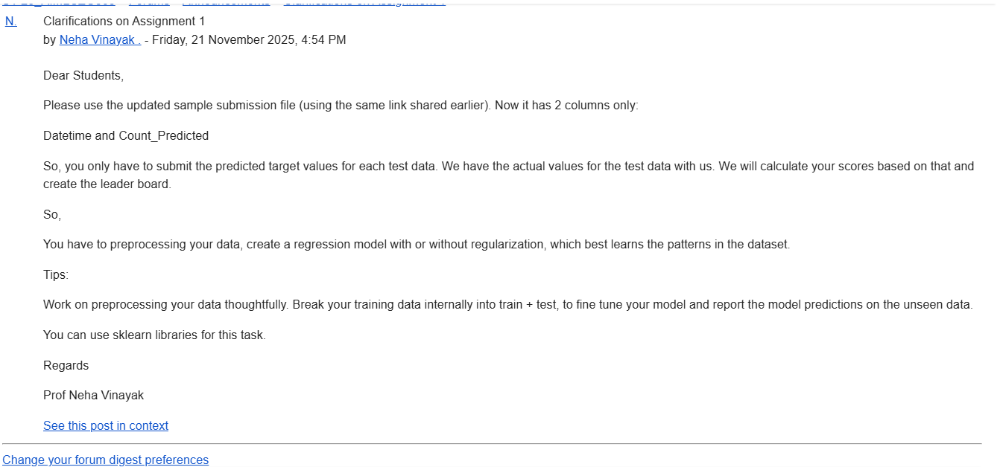 N.
Clarifications on Assignment 1
by Neha Vinayak . - Friday, 21 November 2025, 4:54 PM
Dear Students,
Please use the updated sample submission file (using the same link shared earlier). Now it has 2 columns only:
Datetime and Count_Predicted
So, you only have to submit the predicted target values for each test data. We have the actual values for the test data with us. We will calculate your scores based on that and
create the leader board.
So,
You have to preprocessing your data, create a regression model with or without regularization, which best learns the patterns in the dataset.
Tips:
Work on preprocessing your data thoughtfully. Break your training data internally into train + test, to fine tune your model and report the model predictions on the unseen data.
You can use sklearn libraries for this task.
Regards
Prof Neha Vinayak
See this post in context
Change your forum digest preferences